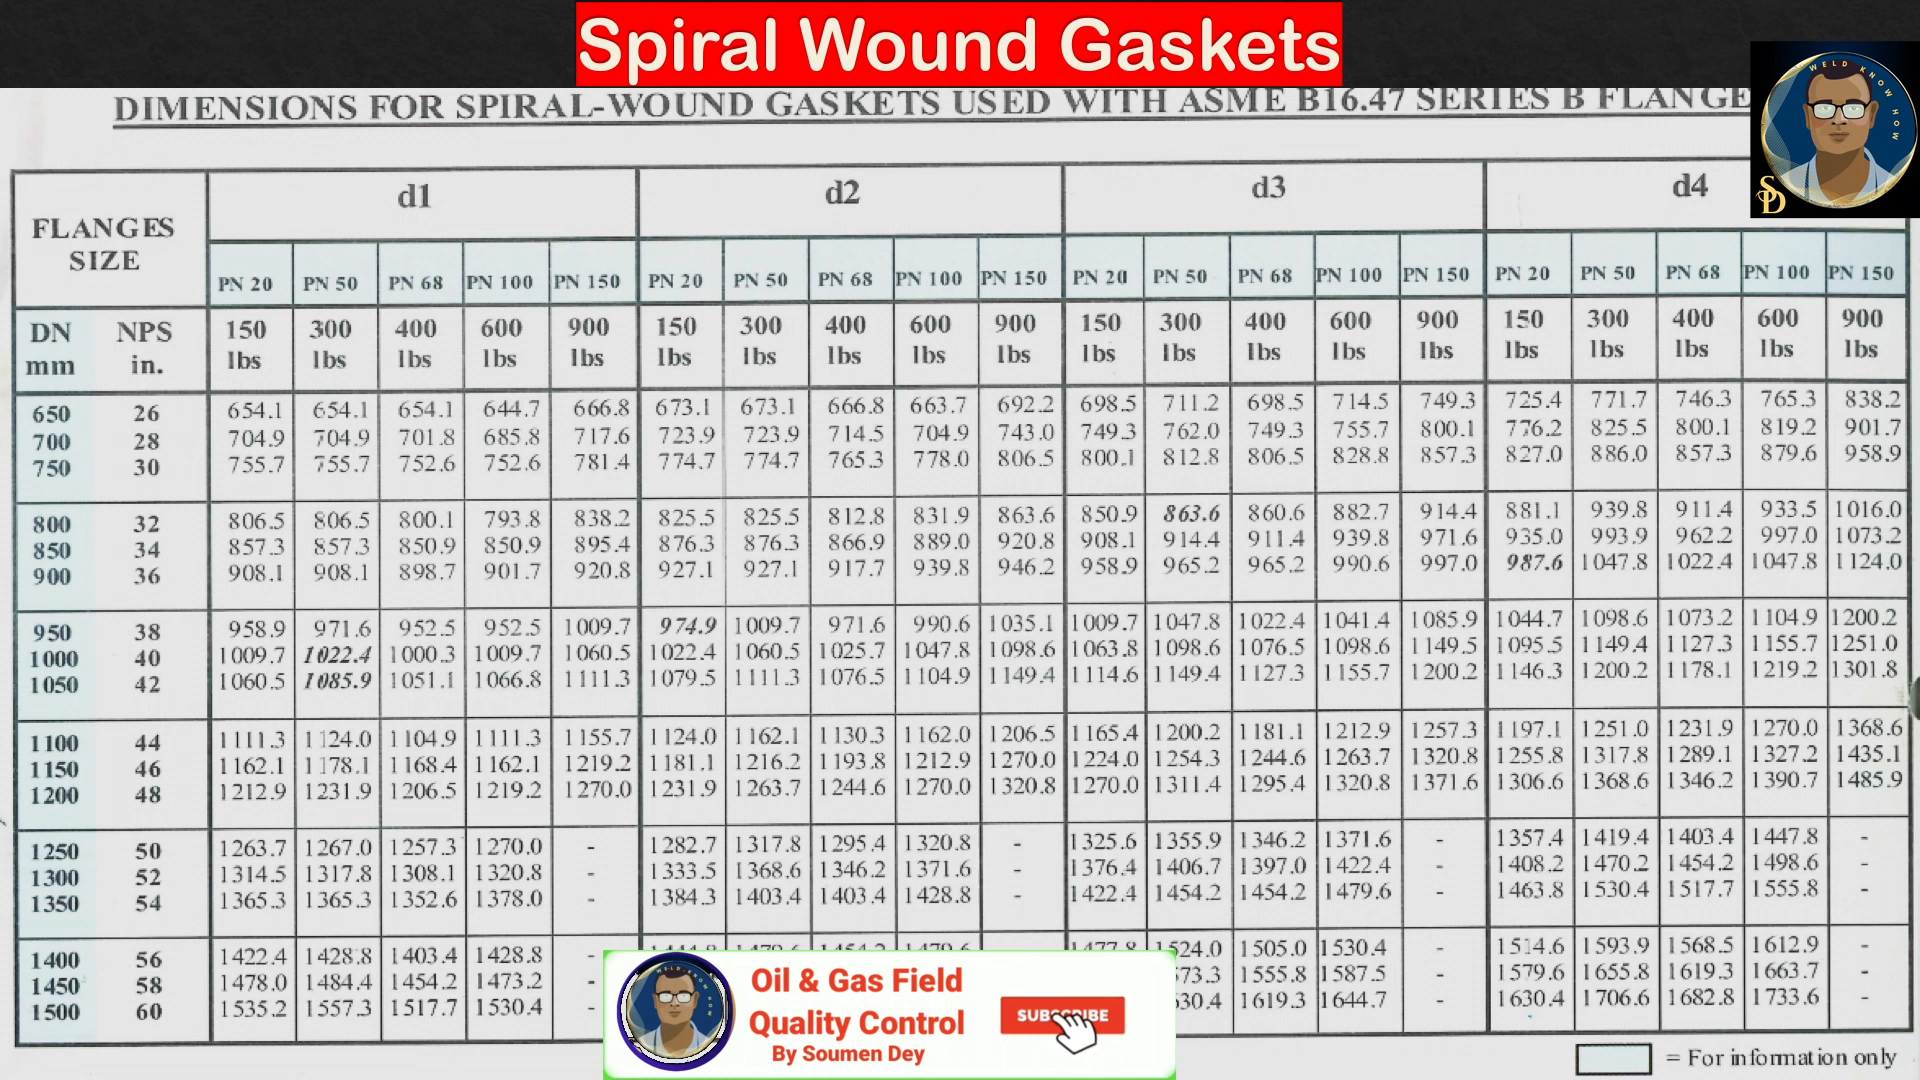 Spiral Wound Gaskets
WELD KNOW HOW
SD
DIMENSIONS FOR SPIRAL-WOUND GASKETS USED WITH ASME B16.47 SERIES B
FLANGES SIZE d1 d2 d3 d4
PN 20 PN 50 PN 68 PN 100 PN 150 PN 20 PN 50 PN 68 PN 100 PN 150 PN 20 PN 50 PN 68 PN 100 PN 150 PN 20 PN 50 PN 68 PN 100 PN 150
DN NPS 150 300 400 600 900 150 300 400 600 900 150 300 400 600 900 150 300 400 600 900
mm in. lbs lbs lbs lbs lbs lbs lbs lbs lbs lbs lbs lbs lbs lbs lbs lbs lbs lbs lbs lbs
650 26 654.1 654.1 654.1 644.7 666.8 673.1 673.1 666.8 663.7 692.2 698.5 711.2 698.5 714.5 749.3 725.4 771.7 746.3 765.3 838.2
700 28 704.9 704.9 701.8 685.8 717.6 723.9 723.9 714.5 704.9 743.0 749.3 762.0 749.3 755.7 800.1 776.2 825.5 800.1 819.2 901.7
750 30 755.7 755.7 752.6 752.6 781.4 774.7 774.7 765.3 778.0 806.5 800.1 812.8 806.5 828.8 857.3 827.0 886.0 857.3 879.6 958.9
800 32 806.5 806.5 800.1 793.8 838.2 825.5 825.5 812.8 831.9 863.6 850.9 863.6 860.6 882.7 914.4 881.1 939.8 911.4 933.5 1016.0
850 34 857.3 857.3 850.9 850.9 895.4 876.3 876.3 866.9 889.0 920.8 908.1 914.4 911.4 939.8 971.6 935.0 993.9 962.2 997.0 1073.2
900 36 908.1 908.1 898.7 901.7 920.8 927.1 927.1 917.7 939.8 946.2 958.9 965.2 965.2 990.6 997.0 987.6 1047.8 1022.4 1047.8 1124.0
950 38 958.9 971.6 952.5 952.5 1009.7 974.9 1009.7 971.6 990.6 1035.1 1009.7 1047.8 1022.4 1041.4 1085.9 1044.7 1098.6 1073.2 1104.9 1200.2
1000 40 1009.7 1022.4 1000.3 1009.7 1060.5 1022.4 1060.5 1025.7 1047.8 1098.6 1063.8 1098.6 1076.5 1098.6 1149.5 1095.5 1149.4 1127.3 1155.7 1251.0
1050 42 1060.5 1085.9 1051.1 1066.8 1111.3 1079.5 1111.3 1076.5 1104.9 1149.4 1114.6 1149.4 1127.3 1155.7 1200.2 1146.3 1200.2 1178.1 1219.2 1301.8
1100 44 1111.3 1124.0 1104.9 1111.3 1155.7 1124.0 1162.1 1130.3 1162.0 1206.5 1165.4 1200.2 1181.1 1212.9 1257.3 1197.1 1251.0 1231.9 1270.0 1368.6
1150 46 1162.1 1178.1 1168.4 1162.1 1219.2 1181.1 1216.2 1193.8 1212.9 1270.0 1224.0 1254.3 1244.6 1263.7 1320.8 1255.8 1317.8 1289.1 1327.2 1435.1
1200 48 1212.9 1231.9 1206.5 1219.2 1270.0 1231.9 1263.7 1244.6 1270.0 1320.8 1270.0 1311.4 1295.4 1320.8 1371.6 1306.6 1368.6 1346.2 1390.7 1485.9
1250 50 1263.7 1267.0 1257.3 1270.0 - 1282.7 1317.8 1295.4 1320.8 - 1325.6 1355.9 1346.2 1371.6 - 1357.4 1419.4 1403.4 1447.8 -
1300 52 1314.5 1317.8 1308.1 1320.8 - 1333.5 1368.6 1346.2 1371.6 - 1376.4 1406.7 1397.0 1422.4 - 1408.2 1470.2 1454.2 1498.6 -
1350 54 1365.3 1365.3 1352.6 1378.0 - 1384.3 1403.4 1403.4 1428.8 - 1422.4 1454.2 1454.2 1479.6 - 1463.8 1530.4 1517.7 1555.8 -
1400 56 1422.4 1428.8 1403.4 1428.8 - 1524.0 1505.0 1530.4 - 1514.6 1593.9 1568.5 1612.9 -
1450 58 1478.0 1484.4 1454.2 1473.2 - 1555.8 1587.5 - 1579.6 1655.8 1619.3 1663.7 -
1500 60 1535.2 1557.3 1517.7 1530.4 - 1619.3 1644.7 - 1630.4 1706.6 1682.8 1733.6 -
Oil & Gas Field
Quality Control
By Soumen Dey
SUBSCRIBE
= For information only